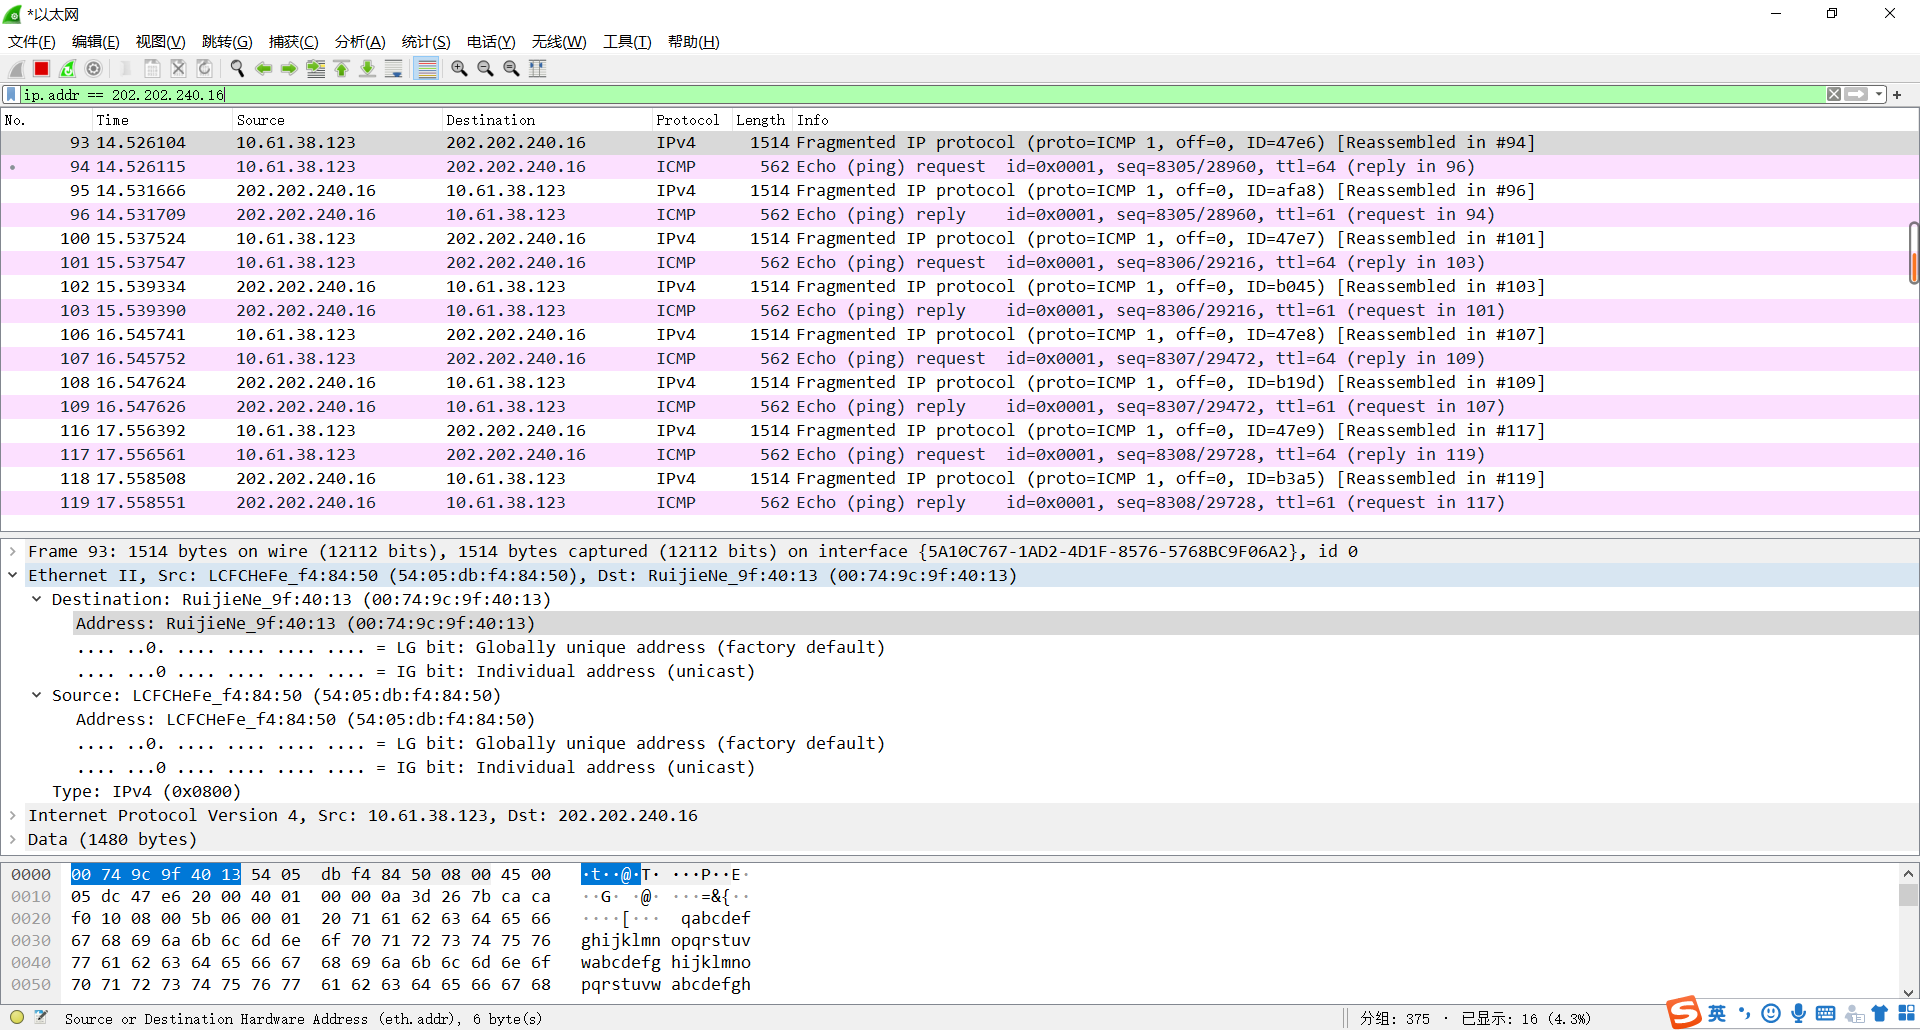 *以太网
文件(F) 编辑(E) 视图(V) 跳转(G) 捕获(C) 分析(A) 统计(S) 电话(Y) 无线(W) 工具(T) 帮助(H)
ip.addr == 202.202.240.16
No. Time Source Destination Protocol Length Info
93 14.526104 10.61.38.123 202.202.240.16 IPv4 1514 Fragmented IP protocol (proto=ICMP 1, off=0, ID=47e6) [Reassembled in #94]
94 14.526115 10.61.38.123 202.202.240.16 ICMP 562 Echo (ping) request id=0x0001, seq=8305/28960, ttl=64 (reply in 96)
95 14.531666 202.202.240.16 10.61.38.123 IPv4 1514 Fragmented IP protocol (proto=ICMP 1, off=0, ID=afa8) [Reassembled in #96]
96 14.531709 202.202.240.16 10.61.38.123 ICMP 562 Echo (ping) reply id=0x0001, seq=8305/28960, ttl=61 (request in 94)
100 15.537524 10.61.38.123 202.202.240.16 IPv4 1514 Fragmented IP protocol (proto=ICMP 1, off=0, ID=47e7) [Reassembled in #101]
101 15.537547 10.61.38.123 202.202.240.16 ICMP 562 Echo (ping) request id=0x0001, seq=8306/29216, ttl=64 (reply in 103)
102 15.539334 202.202.240.16 10.61.38.123 IPv4 1514 Fragmented IP protocol (proto=ICMP 1, off=0, ID=b045) [Reassembled in #103]
103 15.539390 202.202.240.16 10.61.38.123 ICMP 562 Echo (ping) reply id=0x0001, seq=8306/29216, ttl=61 (request in 101)
106 16.545741 10.61.38.123 202.202.240.16 IPv4 1514 Fragmented IP protocol (proto=ICMP 1, off=0, ID=47e8) [Reassembled in #107]
107 16.545752 10.61.38.123 202.202.240.16 ICMP 562 Echo (ping) request id=0x0001, seq=8307/29472, ttl=64 (reply in 109)
108 16.547624 202.202.240.16 10.61.38.123 IPv4 1514 Fragmented IP protocol (proto=ICMP 1, off=0, ID=b19d) [Reassembled in #109]
109 16.547626 202.202.240.16 10.61.38.123 ICMP 562 Echo (ping) reply id=0x0001, seq=8307/29472, ttl=61 (request in 107)
116 17.556392 10.61.38.123 202.202.240.16 IPv4 1514 Fragmented IP protocol (proto=ICMP 1, off=0, ID=47e9) [Reassembled in #117]
117 17.556561 10.61.38.123 202.202.240.16 ICMP 562 Echo (ping) request id=0x0001, seq=8308/29728, ttl=64 (reply in 119)
118 17.558508 202.202.240.16 10.61.38.123 IPv4 1514 Fragmented IP protocol (proto=ICMP 1, off=0, ID=b3a5) [Reassembled in #119]
119 17.558551 202.202.240.16 10.61.38.123 ICMP 562 Echo (ping) reply id=0x0001, seq=8308/29728, ttl=61 (request in 117)
Frame 93: 1514 bytes on wire (12112 bits), 1514 bytes captured (12112 bits) on interface {5A10C767-1AD2-4D1F-8576-5768BC9F06A2}, id 0
Ethernet II, Src: LCFCHeFe_f4:84:50 (54:05:db:f4:84:50), Dst: RuijieNe_9f:40:13 (00:74:9c:9f:40:13)
Destination: RuijieNe_9f:40:13 (00:74:9c:9f:40:13)
Address: RuijieNe_9f:40:13 (00:74:9c:9f:40:13)
.... ..0. .... .... .... .... = LG bit: Globally unique address (factory default)
.... ...0 .... .... .... .... = IG bit: Individual address (unicast)
Source: LCFCHeFe_f4:84:50 (54:05:db:f4:84:50)
Address: LCFCHeFe_f4:84:50 (54:05:db:f4:84:50)
.... ..0. .... .... .... .... = LG bit: Globally unique address (factory default)
.... ...0 .... .... .... .... = IG bit: Individual address (unicast)
Type: IPv4 (0x0800)
Internet Protocol Version 4, Src: 10.61.38.123, Dst: 202.202.240.16
Data (1480 bytes)
0000 00 74 9c 9f 40 13 54 05 db f4 84 50 08 00 45 00 ·t··@·T· ···P··E·
0010 05 dc 47 e6 20 00 40 01 00 00 0a 3d 26 7b ca ca ··G· ·@· ···=&{··
0020 f0 10 08 00 5b 06 00 01 20 71 61 62 63 64 65 66 ····[··· qabcdef
0030 67 68 69 6a 6b 6c 6d 6e 6f 70 71 72 73 74 75 76 ghijklmn opqrstuv
0040 77 61 62 63 64 65 66 67 68 69 6a 6b 6c 6d 6e 6f wabcdefg hijklmno
0050 70 71 72 73 74 75 76 77 61 62 63 64 65 66 67 68 pqrstuvw abcdefgh
Source or Destination Hardware Address (eth.addr), 6 byte(s) 分组: 375 · 已显示: 16 (4.3%)
S 英